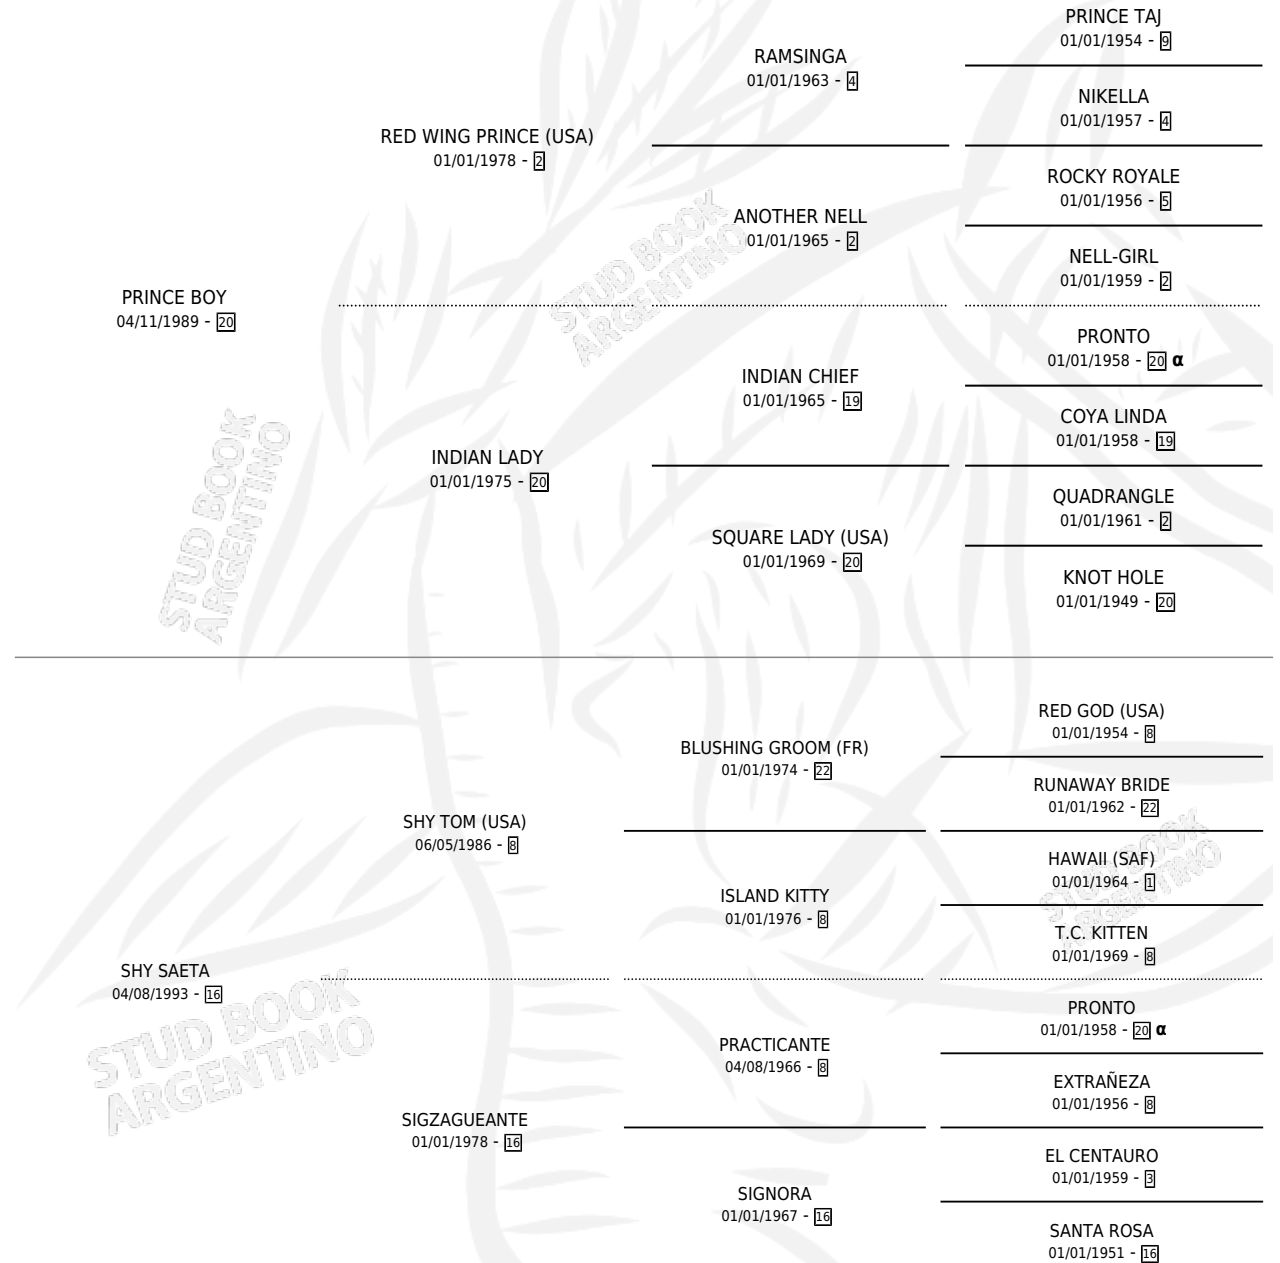 PRINCE TAJ
01/01/1954 - 9
RAMSINGA
01/01/1963 - 4
NIKELLA
01/01/1957 - 4
RED WING PRINCE (USA)
01/01/1978 - 2
ROCKY ROYALE
01/01/1956 - 5
ANOTHER NELL
01/01/1965 - 2
NELL-GIRL
01/01/1959 - 2
STUD BOOK
ARGENTINO
PRINCE BOY
04/11/1989 - 20
PRONTO
01/01/1958 - 20 α
INDIAN CHIEF
01/01/1965 - 19
COYA LINDA
01/01/1958 - 19
INDIAN LADY
01/01/1975 - 20
QUADRANGLE
01/01/1961 - 2
SQUARE LADY (USA)
01/01/1969 - 20
KNOT HOLE
01/01/1949 - 20
STUD BOOK
ARGENTINO
RED GOD (USA)
01/01/1954 - 8
BLUSHING GROOM (FR)
01/01/1974 - 22
RUNAWAY BRIDE
01/01/1962 - 22
SHY TOM (USA)
06/05/1986 - 8
HAWAII (SAF)
01/01/1964 - 1
ISLAND KITTY
01/01/1976 - 8
T.C. KITTEN
01/01/1969 - 8
STUD BOOK
ARGENTINO
SHY SAETA
04/08/1993 - 16
PRONTO
01/01/1958 - 20 α
PRACTICANTE
04/08/1966 - 8
EXTRAÑEZA
01/01/1956 - 8
STUD BOOK
ARGENTINO
SIGZAGUEANTE
01/01/1978 - 16
EL CENTAURO
01/01/1959 - 3
SIGNORA
01/01/1967 - 16
SANTA ROSA
01/01/1951 - 16